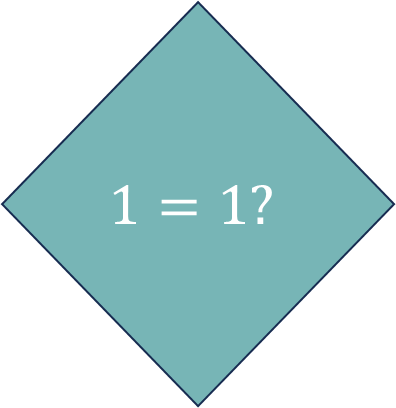 1 = 1?